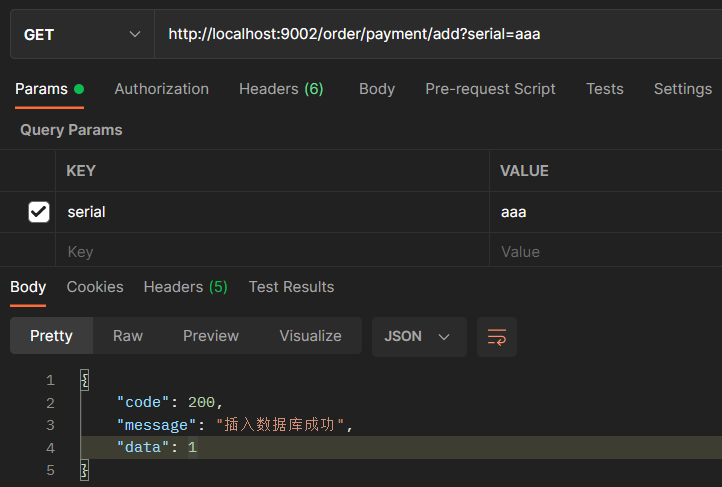 GET http://localhost:9002/order/payment/add?serial=aaa
Params Authorization Headers (6) Body Pre-request Script Tests Settings
Query Params
KEY VALUE
serial aaa
Key Value
Body Cookies Headers (5) Test Results
Pretty Raw Preview Visualize JSON
1 {
2 "code": 200,
3 "message": "插入数据库成功",
4 "data": 1
5 }